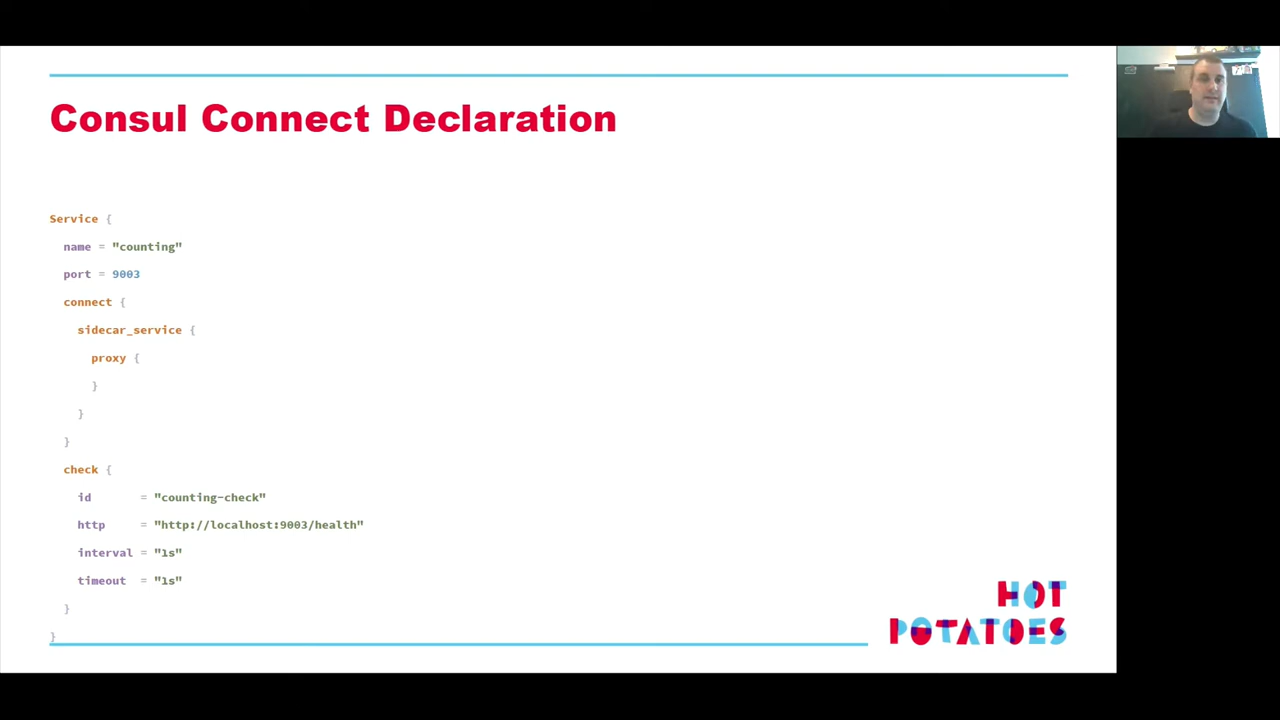 Consul Connect Declaration
Service {
name = "counting"
port = 9003
connect {
sidecar_service {
proxy {
}
}
}
check {
id = "counting-check"
http = "http://localhost:9003/health"
interval = "1s"
timeout = "1s"
}
}
HOT
POTATOES